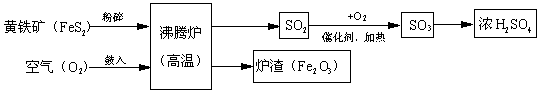 黄铁矿（FeS₂） 粉碎 沸腾炉 SO₂ +O₂ 催化剂、加热 SO₃ 浓H₂SO₄
空气（O₂） 鼓入 （高温） 炉渣（Fe₂O₃）